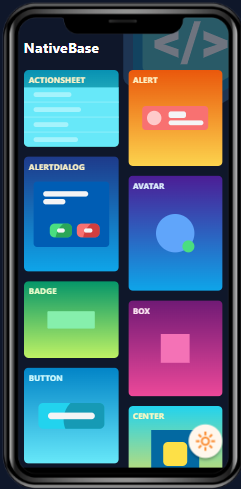 NativeBase
</>
ACTIONSHEET
ALERT
ALERTDIALOG
AVATAR
BADGE
BOX
BUTTON
CENTER